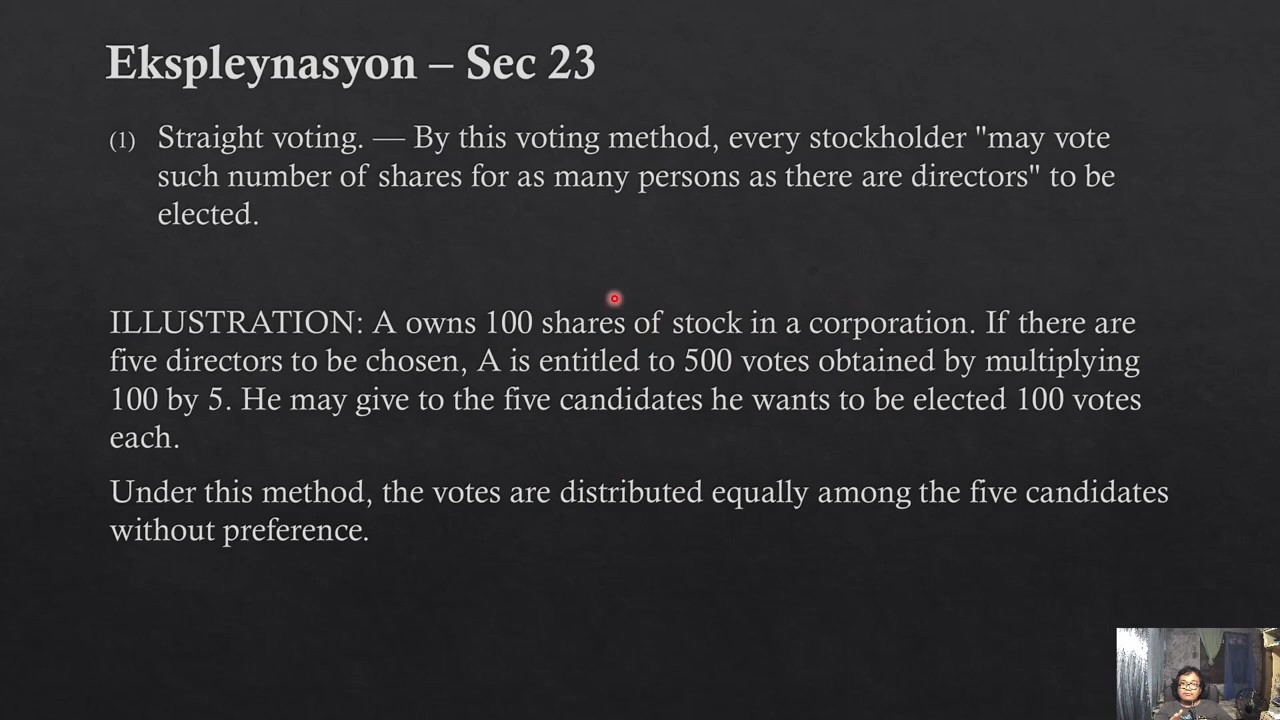 Ekspleynasyon – Sec 23
(1) Straight voting. — By this voting method, every stockholder "may vote
such number of shares for as many persons as there are directors" to be
elected.
ILLUSTRATION: A owns 100 shares of stock in a corporation. If there are
five directors to be chosen, A is entitled to 500 votes obtained by multiplying
100 by 5. He may give to the five candidates he wants to be elected 100 votes
each.
Under this method, the votes are distributed equally among the five candidates
without preference.